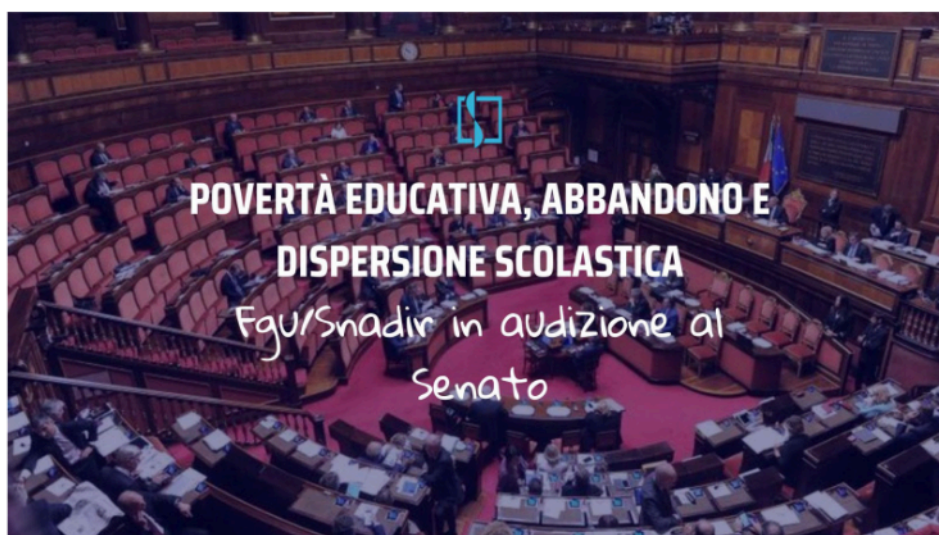 POVERTÀ EDUCATIVA, ABBANDONO E
DISPERSIONE SCOLASTICA
Fgu/Snadir in audizione al
Senato